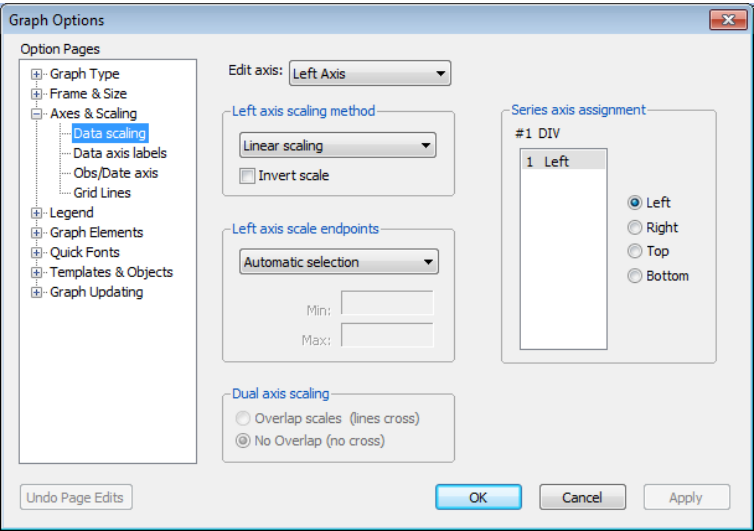 Graph Options
Option Pages
Graph Type
Frame & Size
Axes & Scaling
Data scaling
Data axis labels
Obs/Date axis
Grid Lines
Legend
Graph Elements
Quick Fonts
Templates & Objects
Graph Updating
Edit axis: Left Axis
Left axis scaling method
Linear scaling
Invert scale
Left axis scale endpoints
Automatic selection
Min:
Max:
Dual axis scaling
Overlap scales (lines cross)
No Overlap (no cross)
Series axis assignment
#1 DIV
1 Left
Left
Right
Top
Bottom
Undo Page Edits
OK
Cancel
Apply